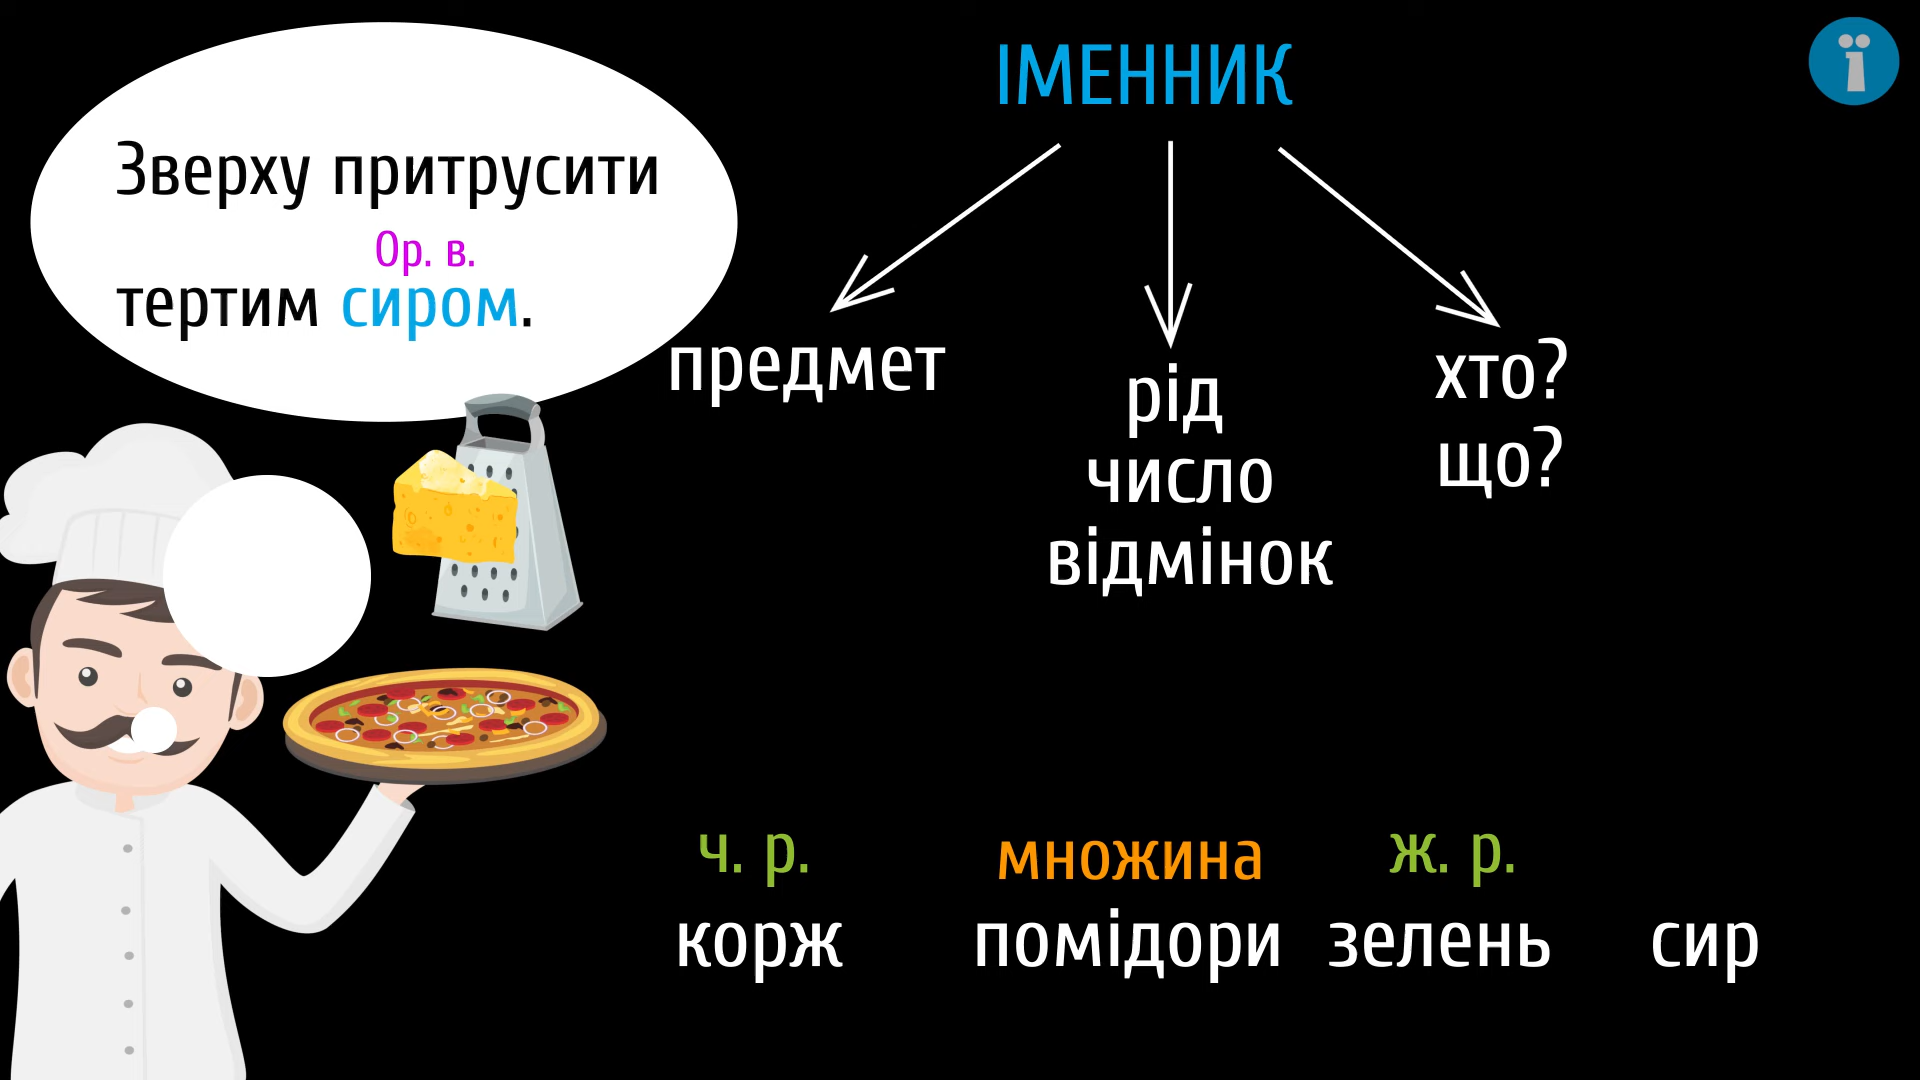 Зверху притрусити
Ор. в.
тертим сиром.
ІМЕННИК
предмет
рід
число
відмінок
хто?
що?
ч. р.
множина
ж. р.
корж
помідори
зелень
сир
ї